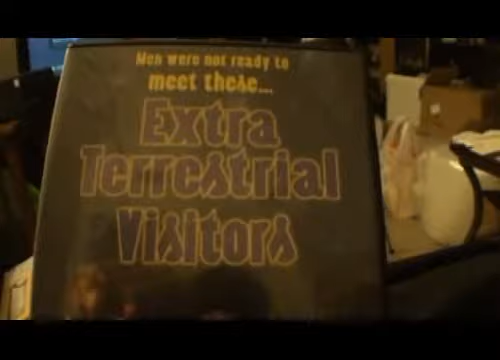 Men were not ready to
meet these...
Extra
Terrestrial
Visitors